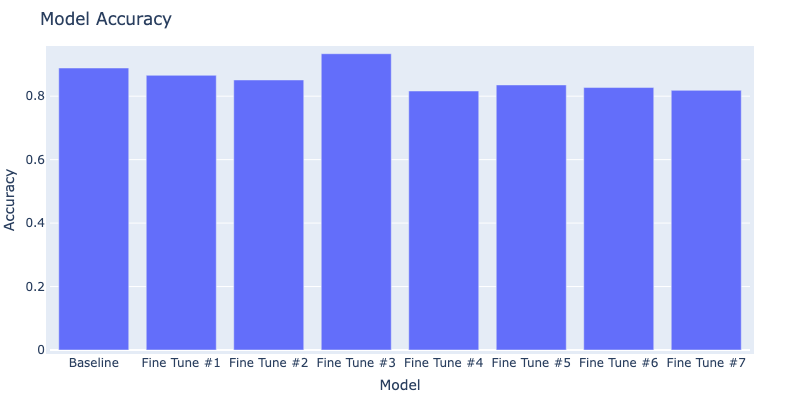 Model Accuracy
Accuracy
0.8
0.6
0.4
0.2
0
Baseline
Fine Tune #1
Fine Tune #2
Fine Tune #3
Fine Tune #4
Fine Tune #5
Fine Tune #6
Fine Tune #7
Model